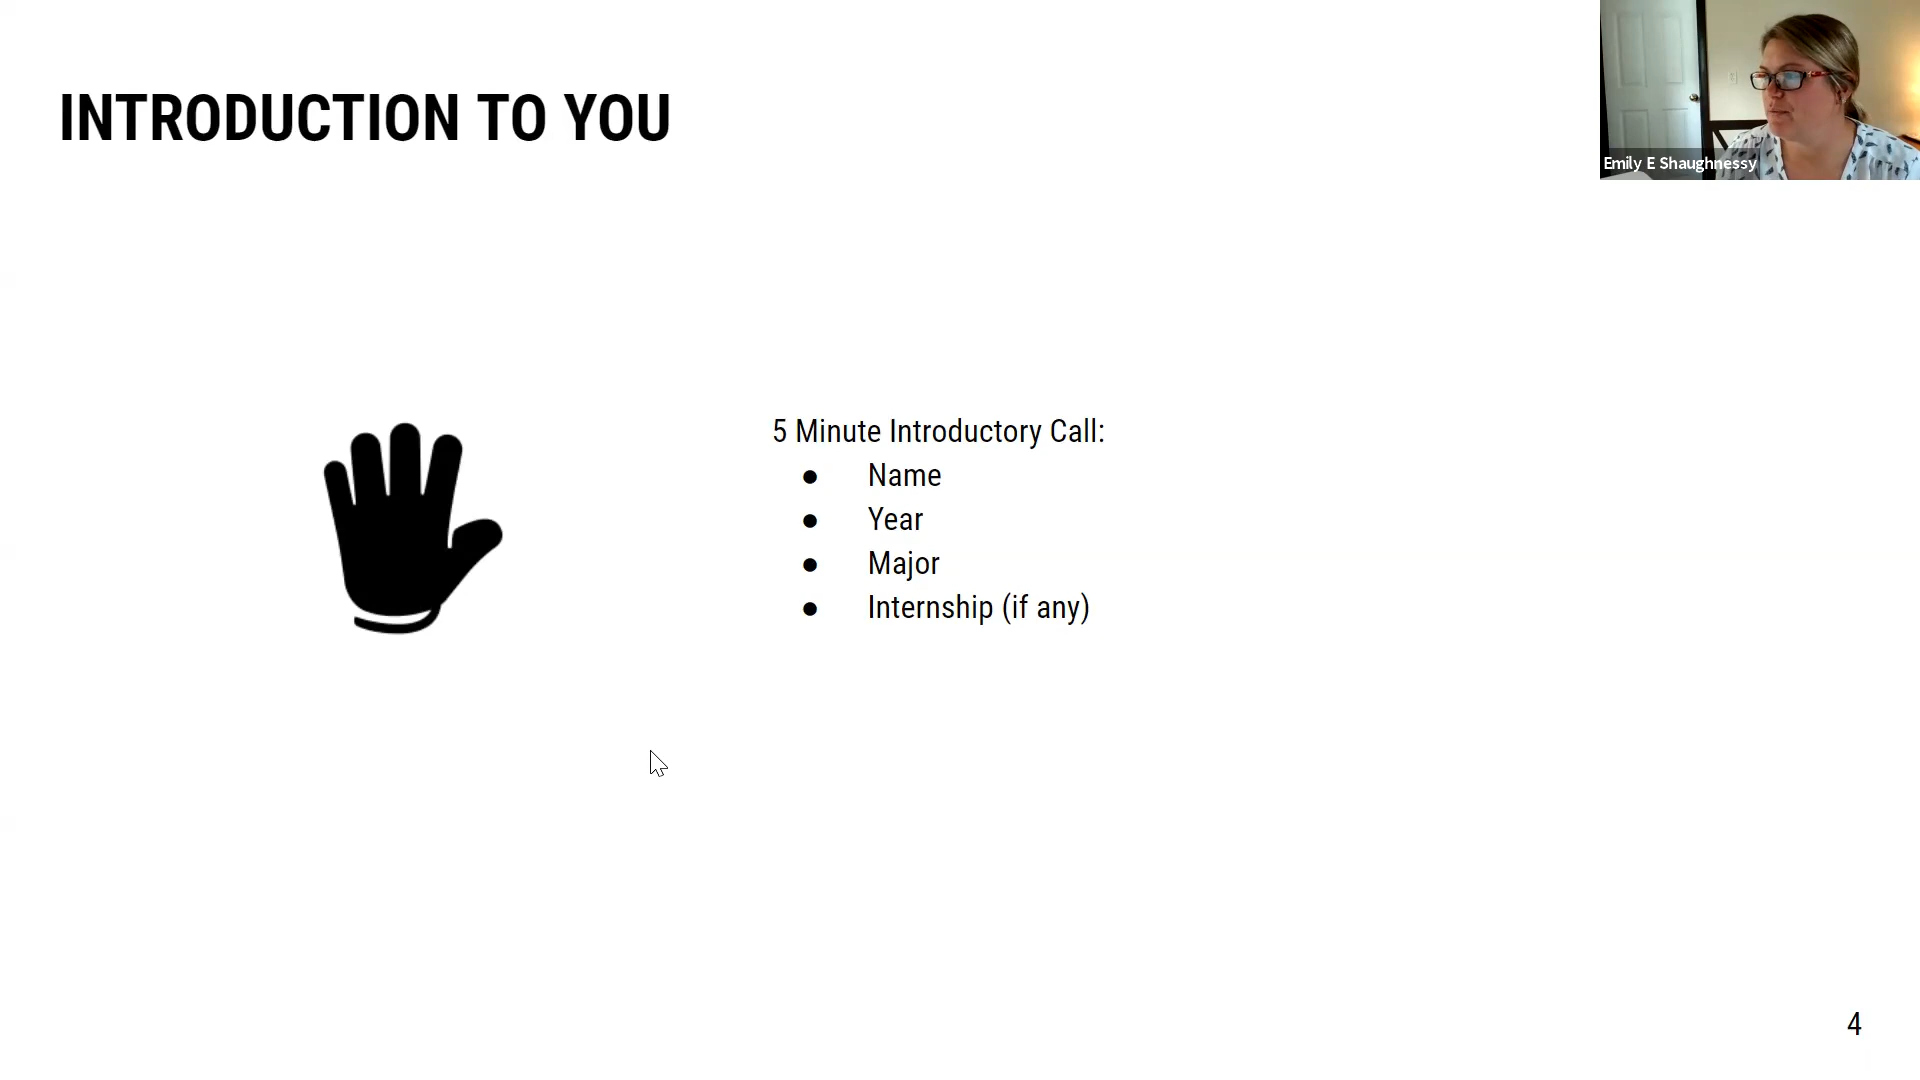 INTRODUCTION TO YOU
Emily E Shaughnessy
5 Minute Introductory Call:
● Name
● Year
● Major
● Internship (if any)
4